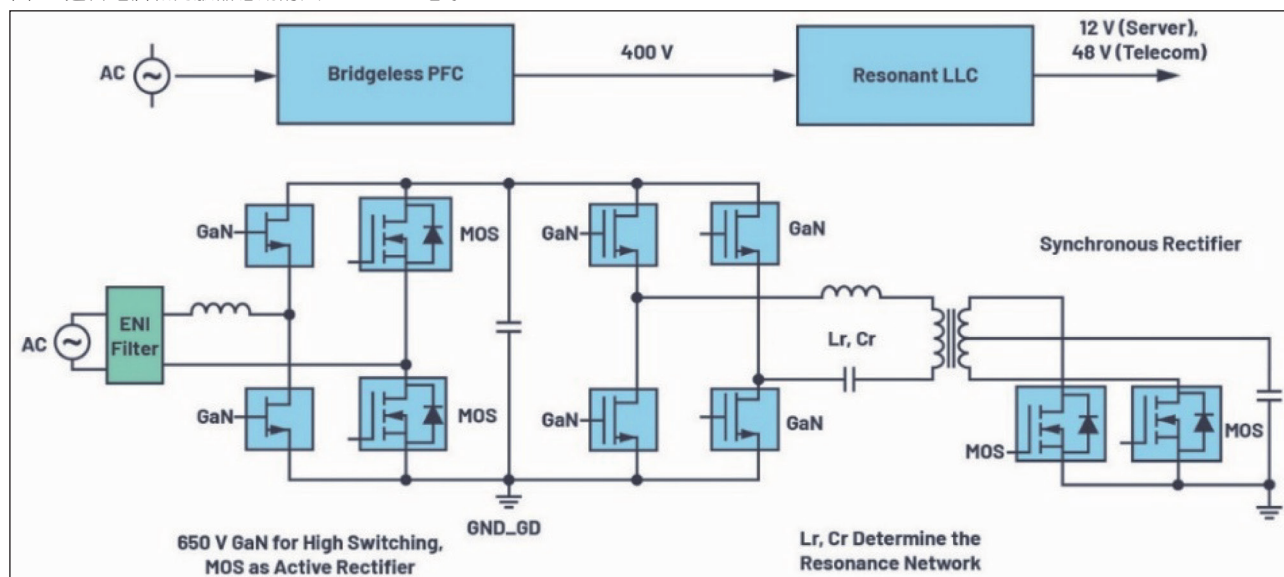 AC
Bridgeless PFC
400 V
Resonant LLC
12 V (Server),
48 V (Telecom)
GaN
MOS
GaN
GaN
Synchronous Rectifier
AC
ENI
Filter
Lr, Cr
GaN
MOS
GaN
GaN
MOS
MOS
GND_GD
650 V GaN for High Switching,
MOS as Active Rectifier
Lr, Cr Determine the
Resonance Network